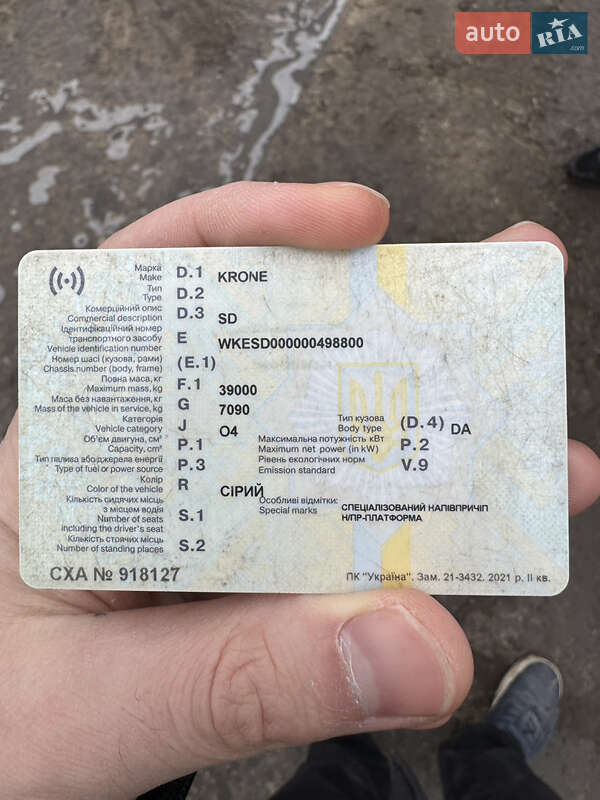 auto RIA .com
Марка D.1 KRONE
Make
Тип D.2
Type
Комерційний опис D.3 SD
Commercial description
Ідентифікаційний номер
транспортного засобу E WKESD000000498800
Vehicle identification number
Номер шасі (кузова, рами) (E.1)
Chassis number (body, frame)
Повна маса, кг F.1 39000
Maximum mass, kg
Маса без навантаження, кг G 7090
Mass of the vehicle in service, kg
Категорія J O4 Тип кузова (D.4) DA
Vehicle category Body type
Об'єм двигуна, см³ P.1 Максимальна потужність кВт P.2
Capacity, cm³ Maximum net power (in kW)
Тип палива або джерела енергії P.3 Рівень екологічних норм V.9
Type of fuel or power source Emission standard
Колір R СІРИЙ Особливі відмітки: СПЕЦІАЛІЗОВАНИЙ НАПІВПРИЧІП
Color of the vehicle Special marks Н/ПР-ПЛАТФОРМА
Кількість сидячих місць
з місцем водія S.1
Number of seats
including the driver's seat
Кількість стоячих місць S.2
Number of standing places
СХА № 918127 ПК "Україна". Зам. 21-3432. 2021 р. II кв.